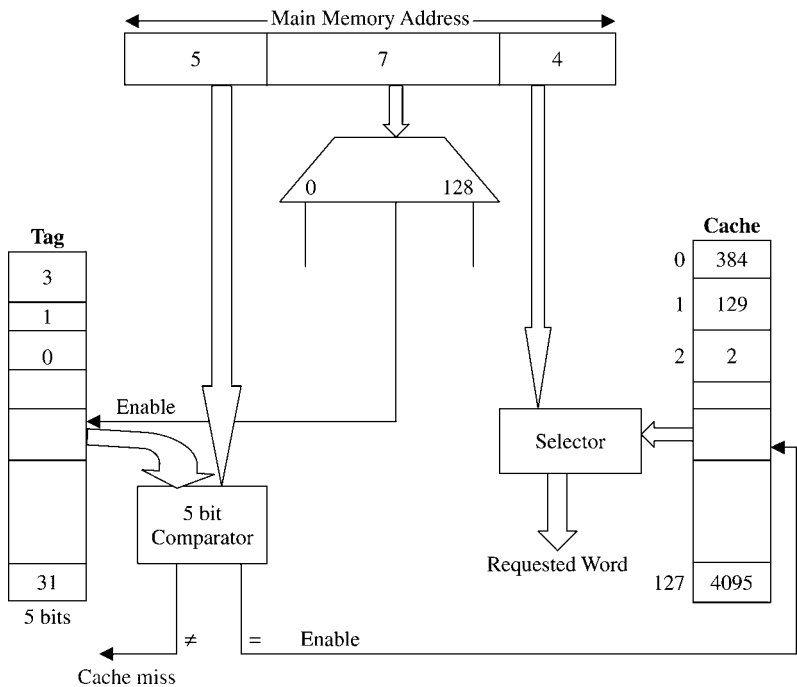 Main Memory Address
5 7 4
0 128
Tag
Cache
0 384
3
1 129
1
0
2 2
Enable
Selector
5 bit
Comparator
Requested Word
31
127 4095
5 bits
≠ = Enable
Cache miss